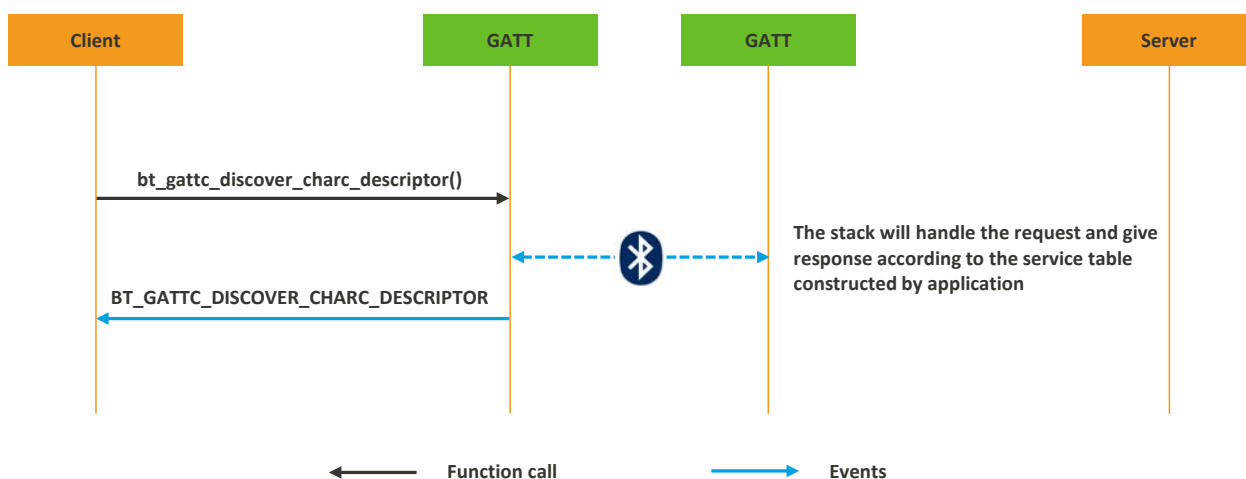 Client
GATT
GATT
Server
bt_gattc_discover_charc_descriptor()
The stack will handle the request and give
response according to the service table
constructed by application
BT_GATTC_DISCOVER_CHARC_DESCRIPTOR
Function call
Events